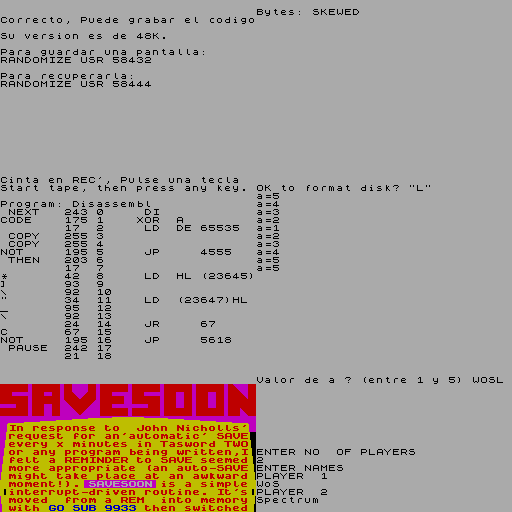 Bytes: SKEWED
Correcto, Puede grabar el codigo
Su version es de 48K.
Para guardar una pantalla:
RANDOMIZE USR 58432
Para recuperarla:
RANDOMIZE USR 58444
Cinta en REC', Pulse una tecla
Start tape, then press any key.
Program: Disassembl
NEXT 243 0 DI
CODE 175 1 XOR A
17 2 LD DE 65535
COPY 255 3
COPY 255 4
NOT 195 5 JP 4555
THEN 203 6
17 7
* 42 8 LD HL (23645)
] 93 9
\ 92 10
" 34 11 LD (23647)HL
_ 95 12
\ 92 13
24 14 JR 67
C 67 15
NOT 195 16 JP 5618
PAUSE 242 17
21 18
OK to format disk? "L"
a=5
a=4
a=2
a=1
a=2
a=3
a=4
a=5
a=5
Valor de a ? (entre 1 y 5) WOSL
SAVESOON
In response to John Nicholls'
request for an'automatic' SAVE
every x minutes in Tasword TWO
or any program being written,I
felt a REMINDER to SAVE seemed
more appropriate (an auto-SAVE
might take place at an awkward
moment!). SAVESOON is a simple
interrupt-driven routine. It's
moved from a REM into memory
with GO SUB 9933 then switched
ENTER NO OF PLAYERS
2
ENTER NAMES
PLAYER 1
WoS
PLAYER 2
Spectrum